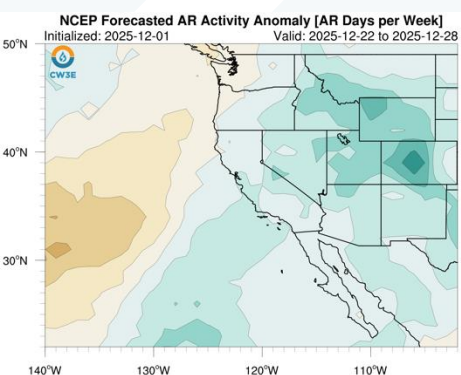 NCEP Forecasted AR Activity Anomaly [AR Days per Week]
Initialized: 2025-12-01 Valid: 2025-12-22 to 2025-12-28
50°N
CW3E
40°N
30°N
140°W 130°W 120°W 110°W